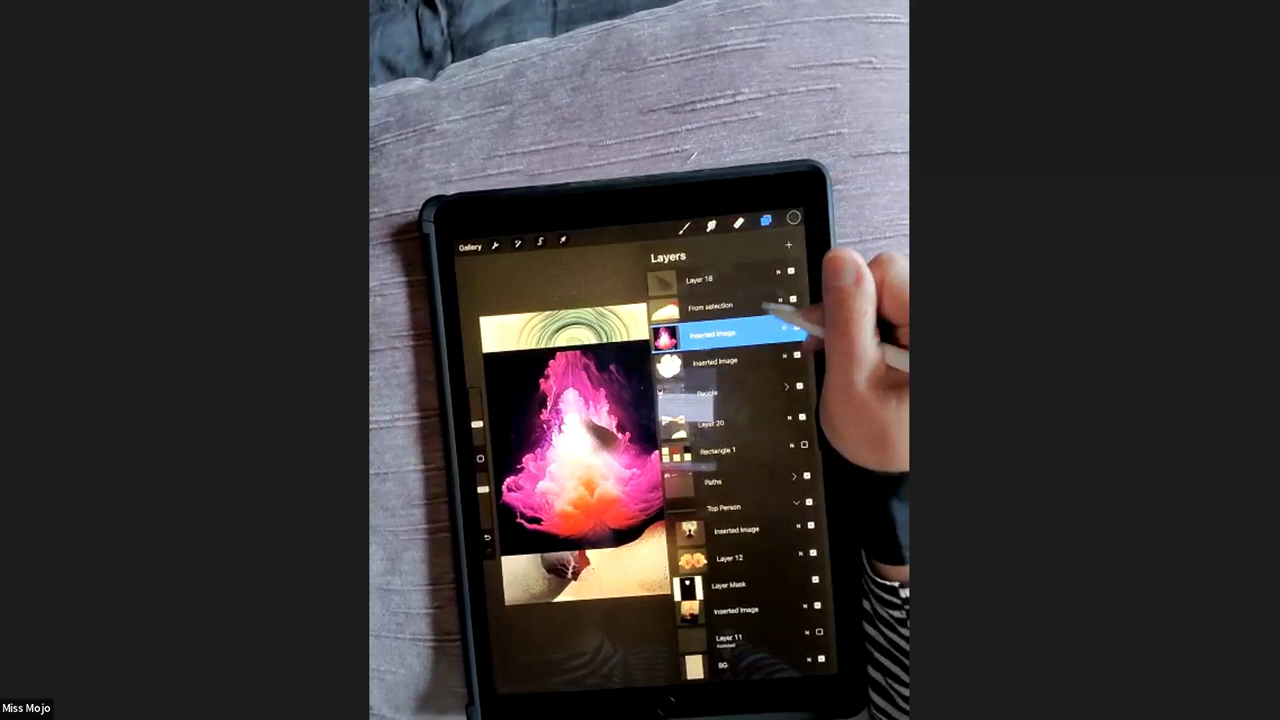 Gallery
Layers
Layer 18
N
From selection
N
Inserted Image
N
Inserted Image
N
People
Layer 20
N
Rectangle 1
N
Paths
Top Person
Inserted Image
N
Layer 12
N
Layer Mask
Inserted Image
N
Layer 11
N
BG
N
Miss Mojo